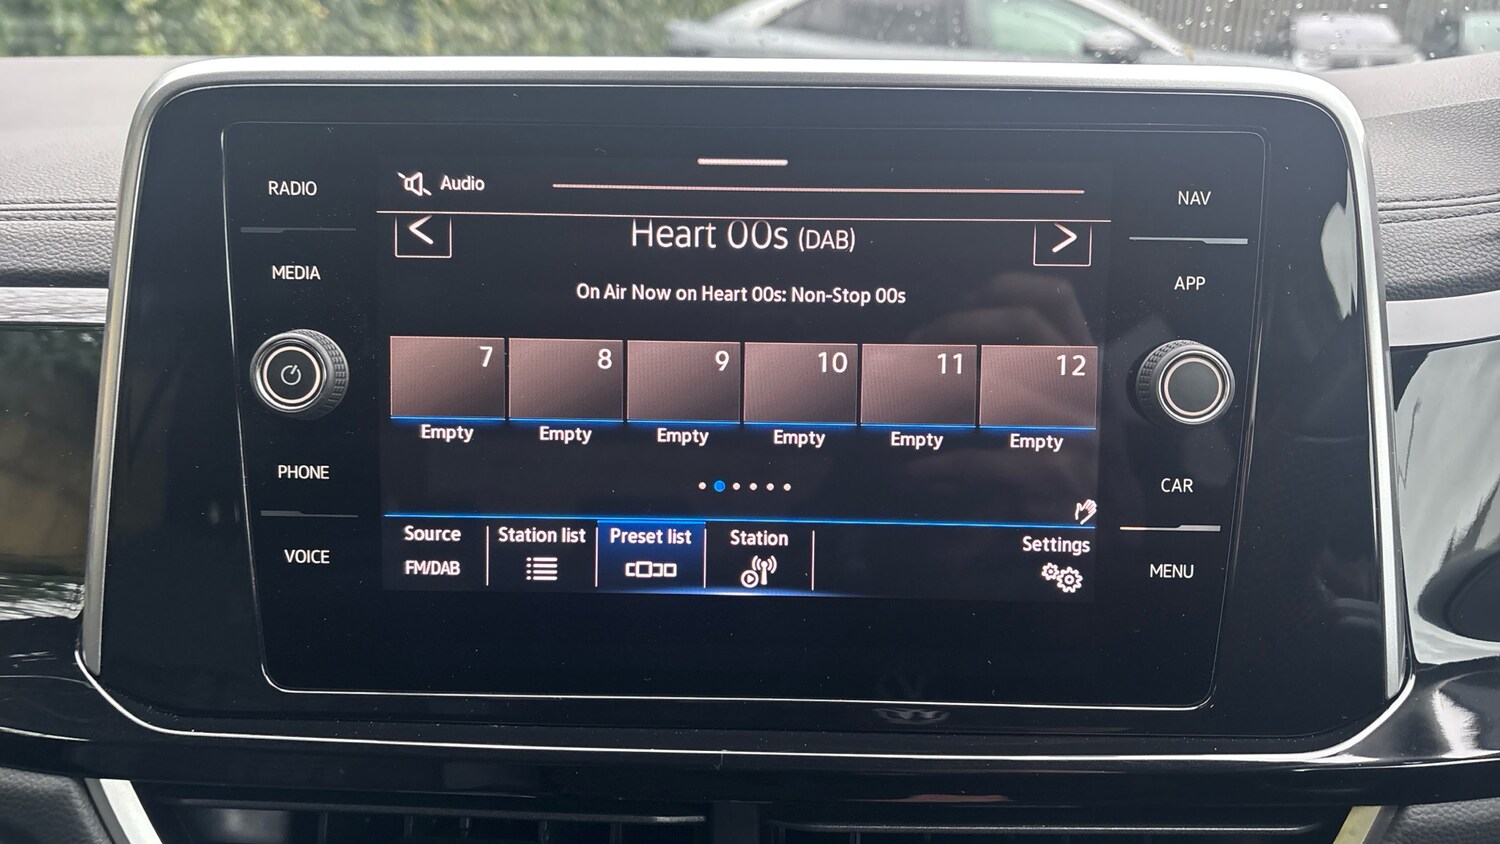 RADIO
MEDIA
PHONE
VOICE
Audio
Heart 00s (DAB)
On Air Now on Heart 00s: Non-Stop 00s
7 8 9 10 11 12
Empty Empty Empty Empty Empty Empty
Source Station list Preset list Station Settings
FM/DAB
NAV
APP
CAR
MENU